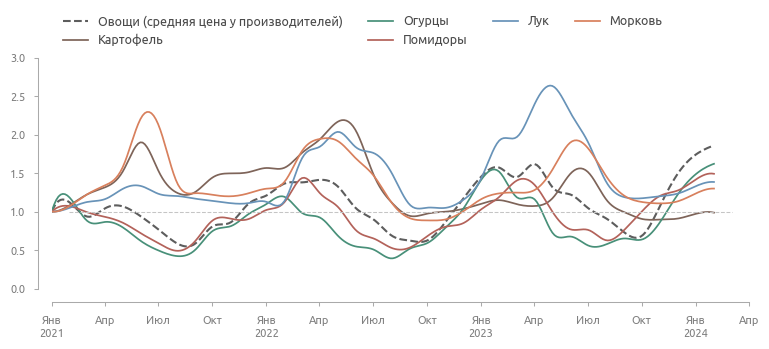 Овощи (средняя цена у производителей) Огурцы Лук Морковь
Картофель Помидоры
3.0
2.5
2.0
1.5
1.0
0.5
0.0
Янв Апр Июл Окт Янв Апр Июл Окт Янв Апр Июл Окт Янв Апр
2021 2022 2023 2024